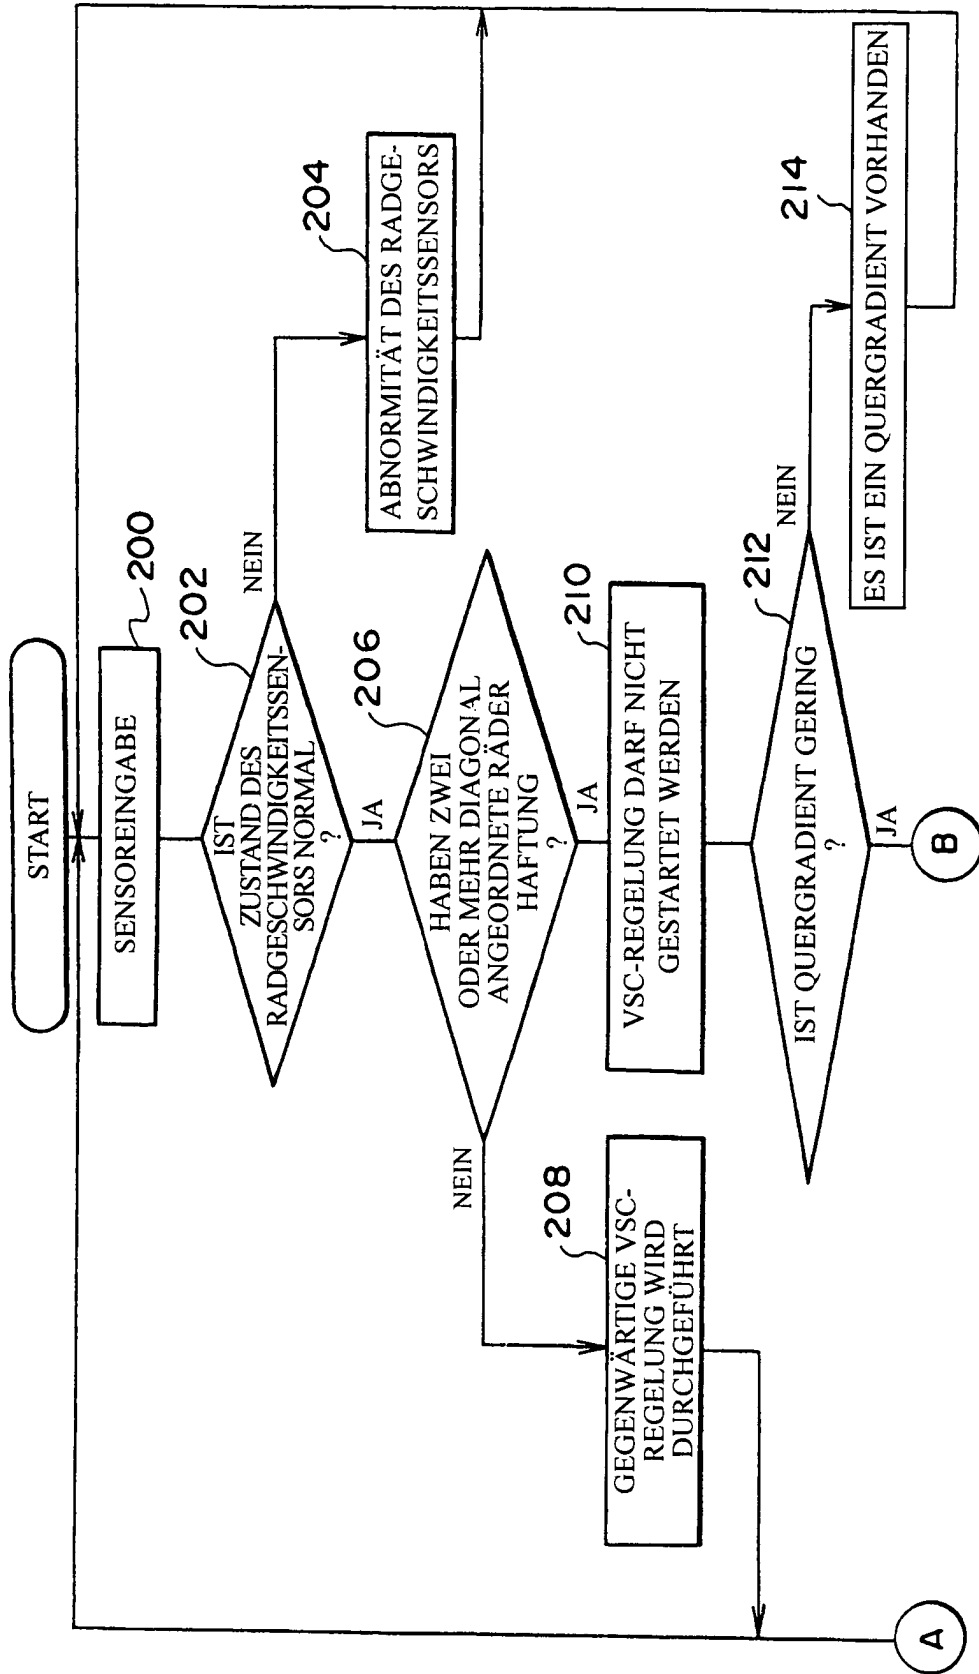 START
SENSOREINGABE
200
IST
ZUSTAND DES
RADGESCHWINDIGKEITSSEN-
SORS NORMAL
?
202
NEIN
JA
ABNORMITÄT DES RADGE-
SCHWINDIGKEITSSENSORS
204
HABEN ZWEI
ODER MEHR DIAGONAL
ANGEORDNETE RÄDER
HAFTUNG
?
206
NEIN
JA
GEGENWÄRTIGE VSC-
REGELUNG WIRD
DURCHGEFÜHRT
208
VSC-REGELUNG DARF NICHT
GESTARTET WERDEN
210
IST QUERGRADIENT GERING
?
212
NEIN
JA
ES IST EIN QUERGRADIENT VORHANDEN
214
A
B